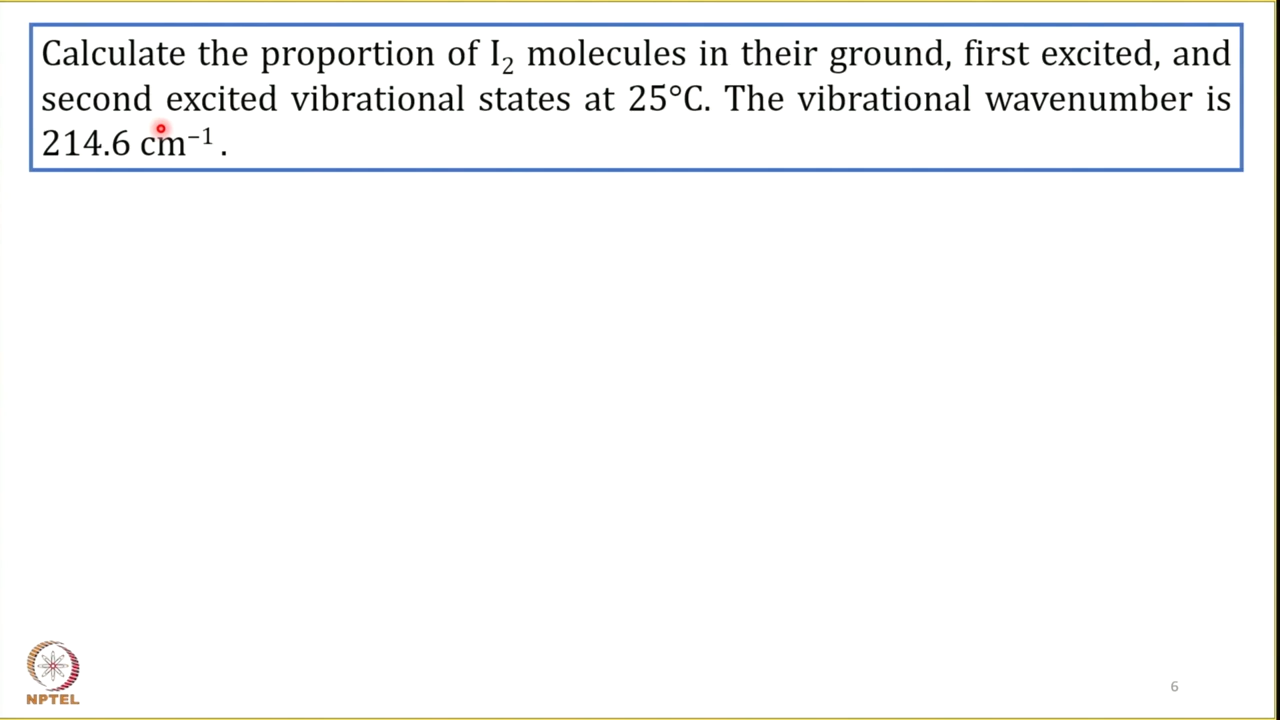 Calculate the proportion of I₂ molecules in their ground, first excited, and
second excited vibrational states at 25°C. The vibrational wavenumber is
214.6 cm⁻¹ .
NPTEL
6